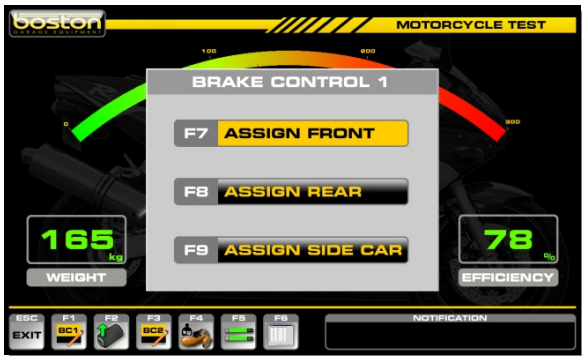 boston
GARAGE EQUIPMENT
MOTORCYCLE TEST
100
200
BRAKE CONTROL 1
0
300
F7 ASSIGN FRONT
F8 ASSIGN REAR
F9 ASSIGN SIDE CAR
165 kg
WEIGHT
78 %
EFFICIENCY
ESC F1 F2 F3 F4 F5 F6 NOTIFICATION
EXIT BC1 BC2 kg